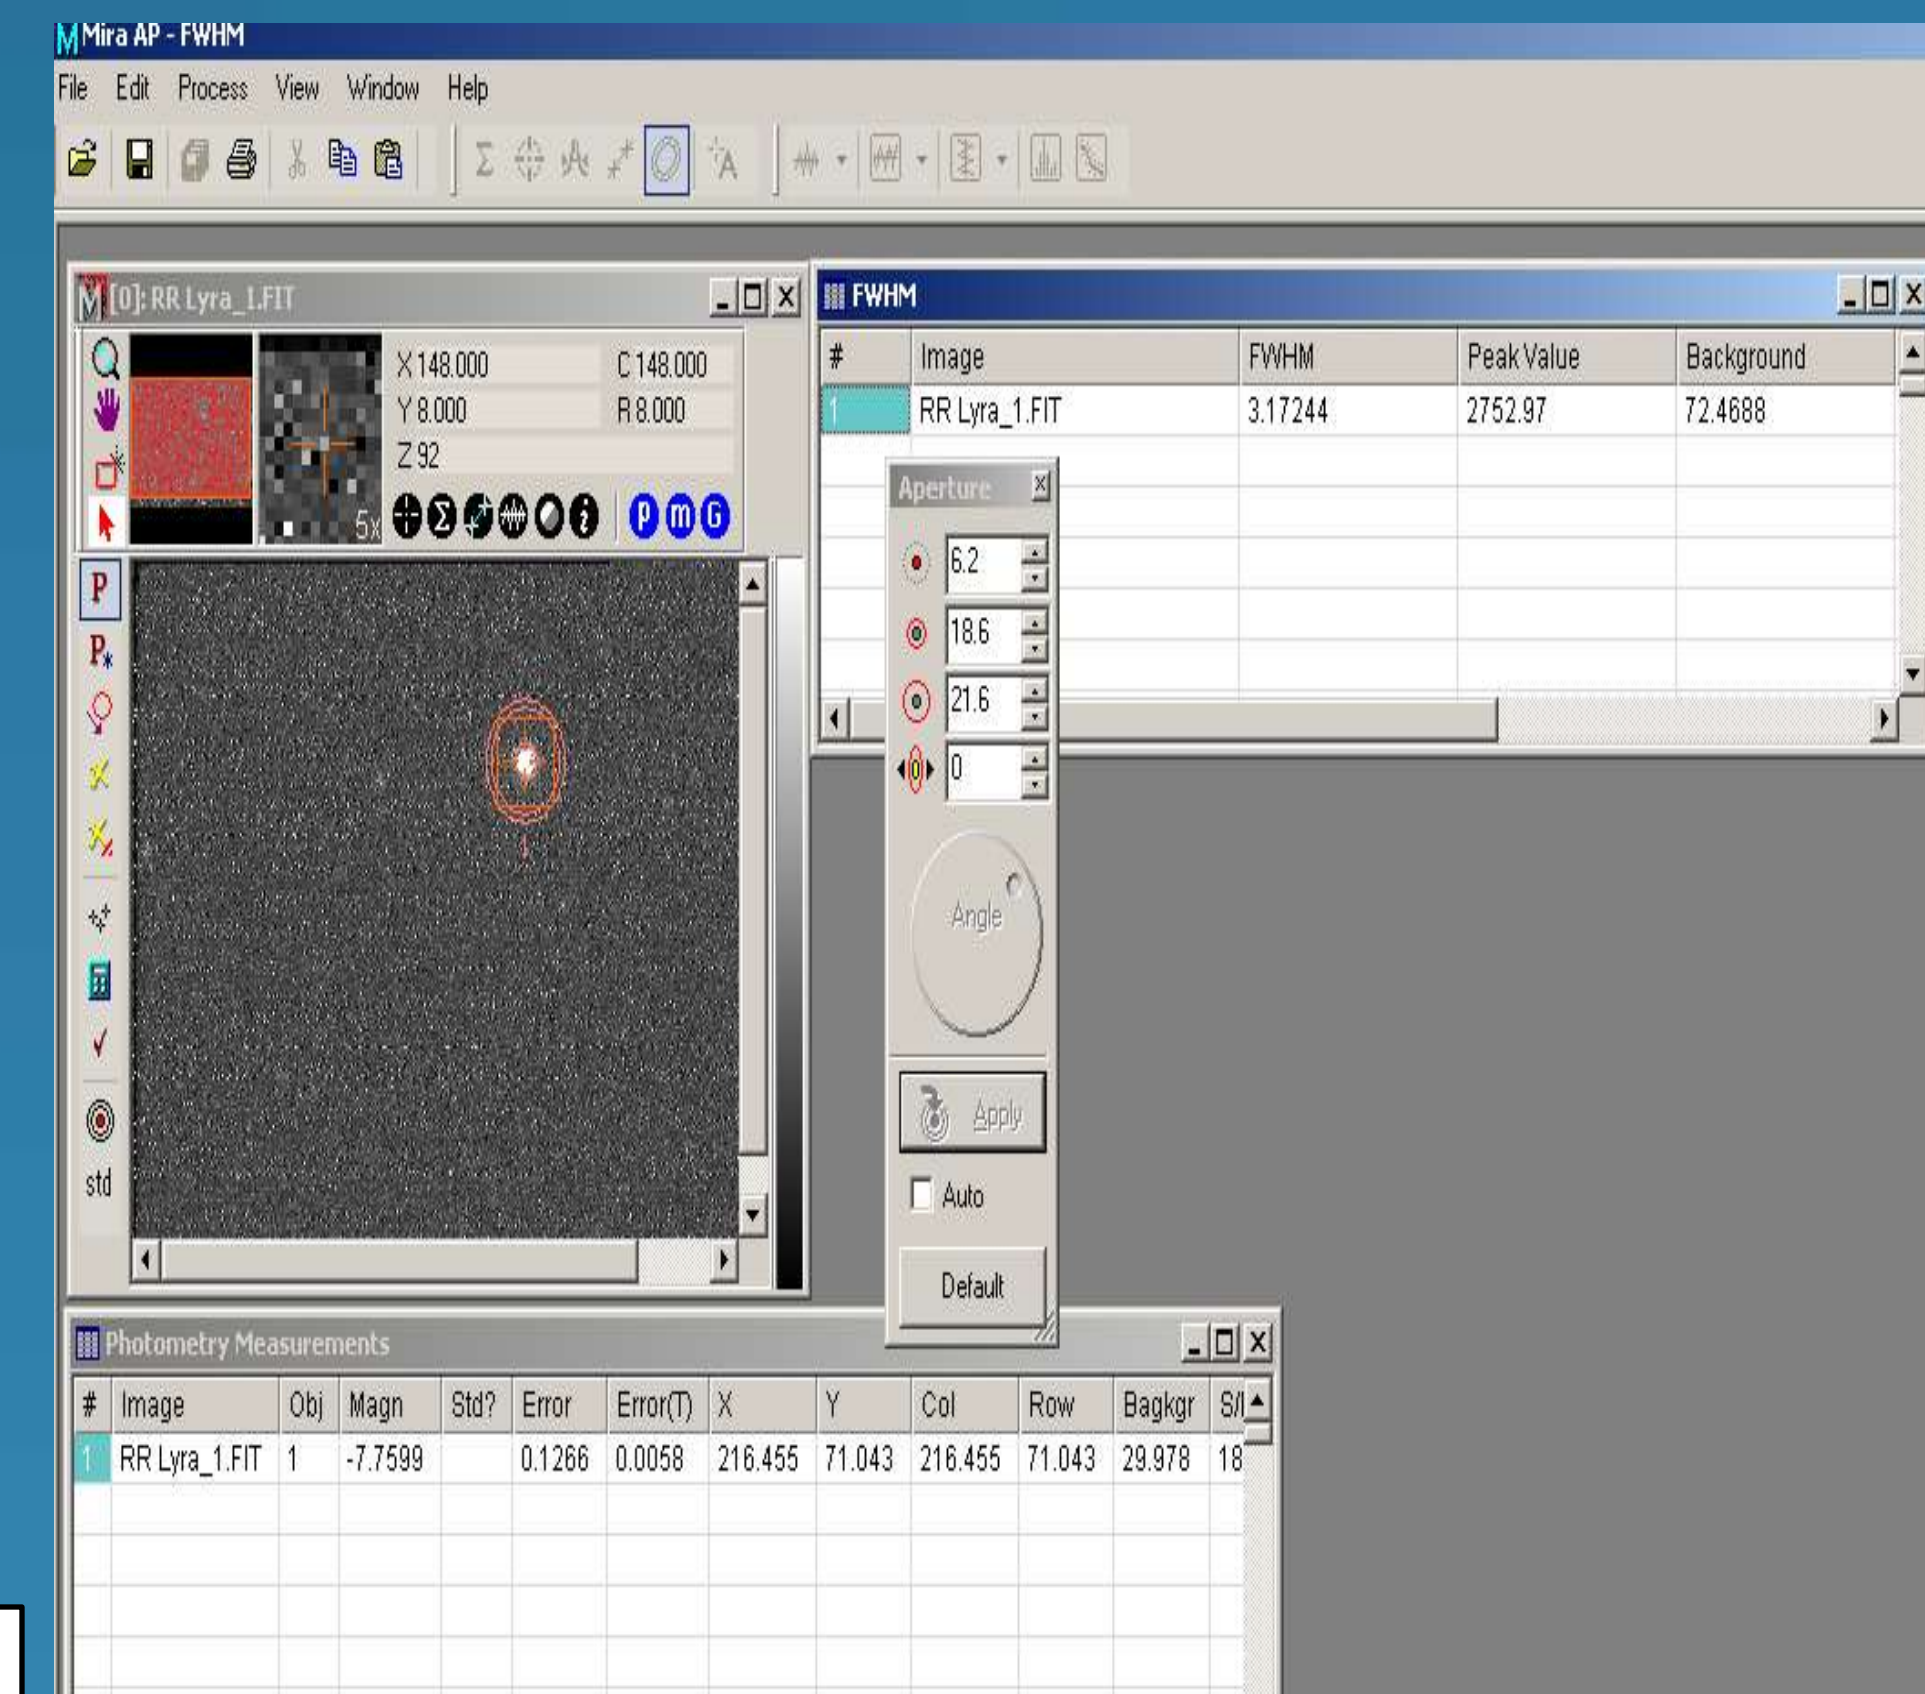 Mira AP - FWHM
File Edit Process View Window Help
[0]: RR Lyra_1.FIT
X 148.000 C 148.000
Y 8.000 R 8.000
Z 92
5x
P m G
P
P*
std
1
FWHM
# Image FWHM Peak Value Background
1 RR Lyra_1.FIT 3.17244 2752.97 72.4688
Aperture
6.2
18.6
21.6
0
Angle
Apply
Auto
Default
Photometry Measurements
# Image Obj Magn Std? Error Error(T) X Y Col Row Bagkgr
1 RR Lyra_1.FIT 1 -7.7599 0.1266 0.0058 216.455 71.043 216.455 71.043 29.978 18